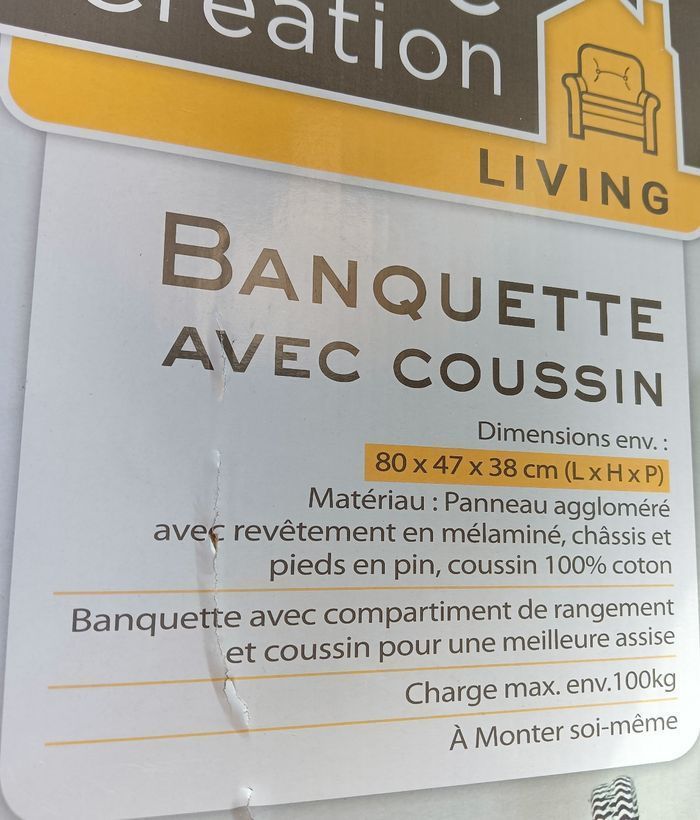 creation
LIVING
BANQUETTE
AVEC COUSSIN
Dimensions env. :
80 x 47 x 38 cm (L x H x P)
Matériau : Panneau aggloméré
avec revêtement en mélaminé, châssis et
pieds en pin, coussin 100% coton
Banquette avec compartiment de rangement
et coussin pour une meilleure assise
Charge max. env.100kg
À Monter soi-même